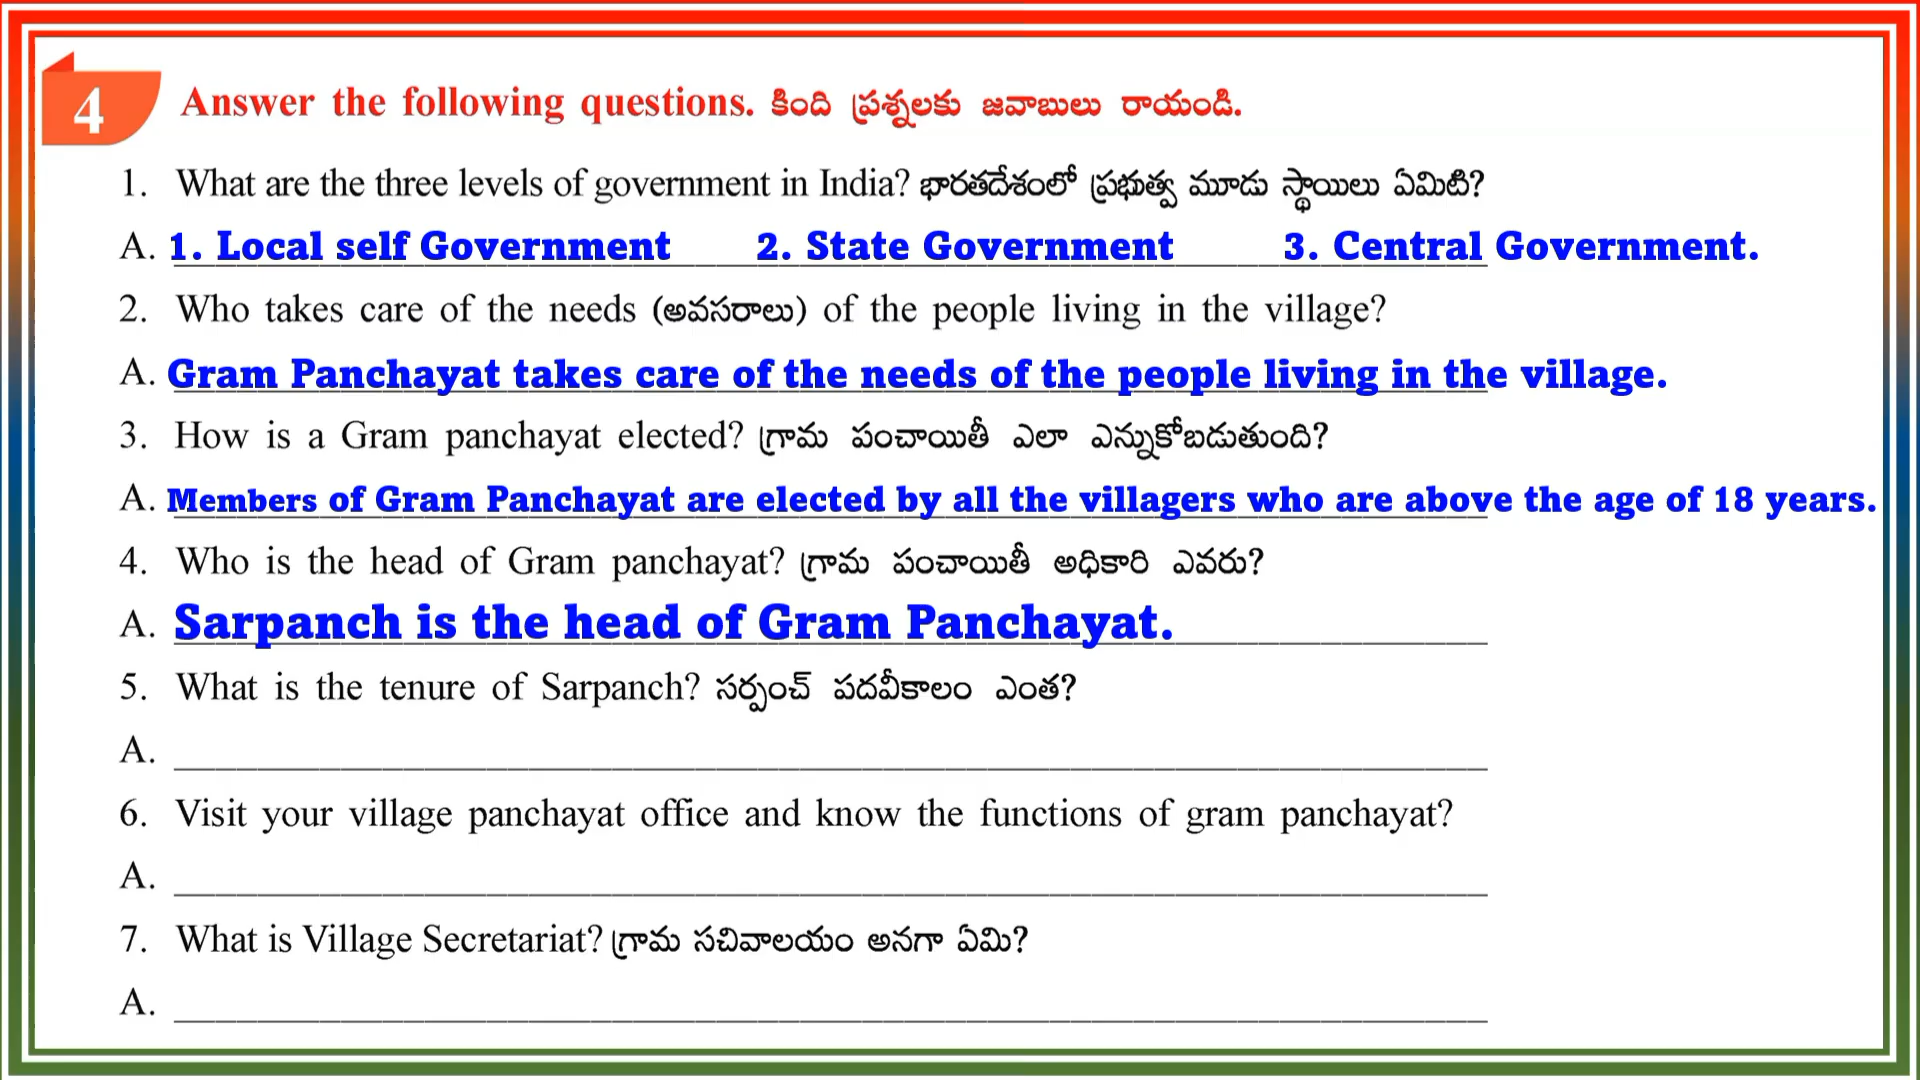 4
Answer the following questions. కింది ప్రశ్నలకు జవాబులు రాయండి.
1. What are the three levels of government in India? భారతదేశంలో ప్రభుత్వ మూడు స్థాయిలు ఏమిటి?
A. 1. Local self Government 2. State Government 3. Central Government.
2. Who takes care of the needs (అవసరాలు) of the people living in the village?
A. Gram Panchayat takes care of the needs of the people living in the village.
3. How is a Gram panchayat elected? గ్రామ పంచాయితీ ఎలా ఎన్నుకోబడుతుంది?
A. Members of Gram Panchayat are elected by all the villagers who are above the age of 18 years.
4. Who is the head of Gram panchayat? గ్రామ పంచాయితీ అధికారి ఎవరు?
A. Sarpanch is the head of Gram Panchayat.
5. What is the tenure of Sarpanch? సర్పంచ్ పదవీకాలం ఎంత?
A.
6. Visit your village panchayat office and know the functions of gram panchayat?
A.
7. What is Village Secretariat? గ్రామ సచివాలయం అనగా ఏమి?
A.